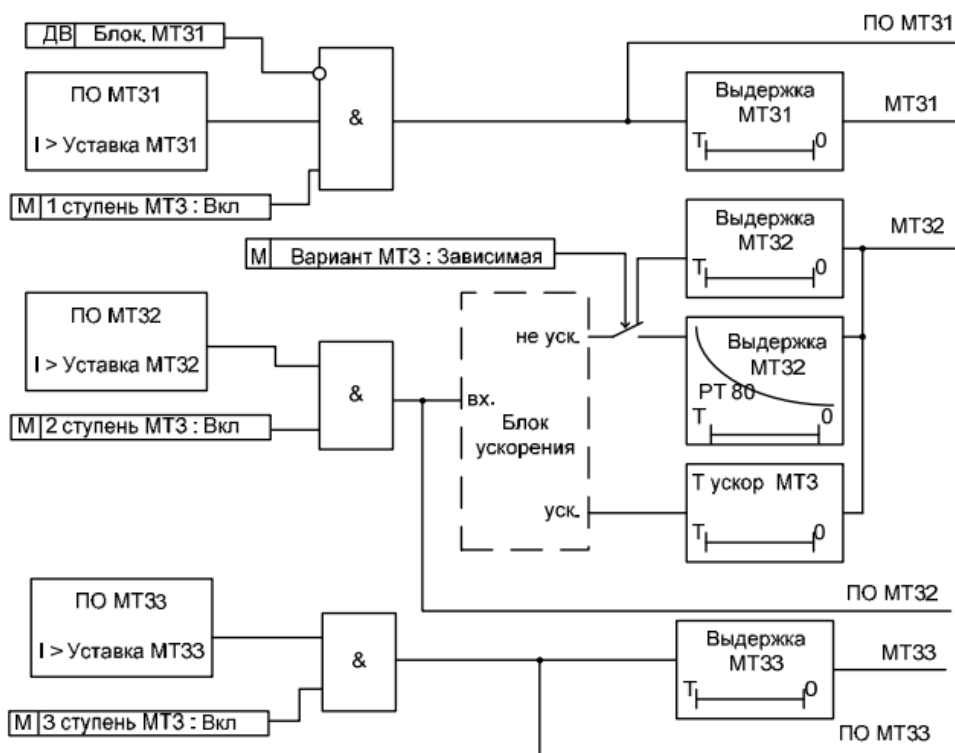 ПО МТЗ1
ДВ Блок. МТЗ1
ПО МТЗ1
I > Уставка МТЗ1
&
Выдержка
МТЗ1
T 0
МТЗ1
М 1 ступень МТЗ : Вкл
М Вариант МТЗ : Зависимая
Выдержка
МТЗ2
T 0
МТЗ2
ПО МТЗ2
I > Уставка МТЗ2
&
М 2 ступень МТЗ : Вкл
не уск.
вх.
Блок
ускорения
уск.
Выдержка
МТЗ2
РТ 80
T 0
Т ускор МТЗ
T 0
ПО МТЗ2
ПО МТЗ3
I > Уставка МТЗ3
&
Выдержка
МТЗ3
T 0
МТЗ3
М 3 ступень МТЗ : Вкл
ПО МТЗ3